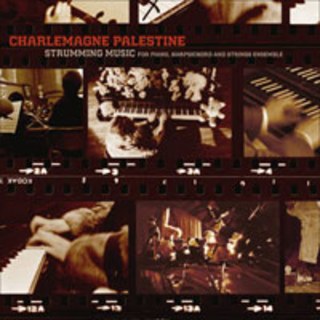 CHARLEMAGNE PALESTINE
STRUMMING MUSIC FOR PIANO, HARPSICHORD AND STRINGS ENSEMBLE
2A 3 3A 4
12A 13 13A 14